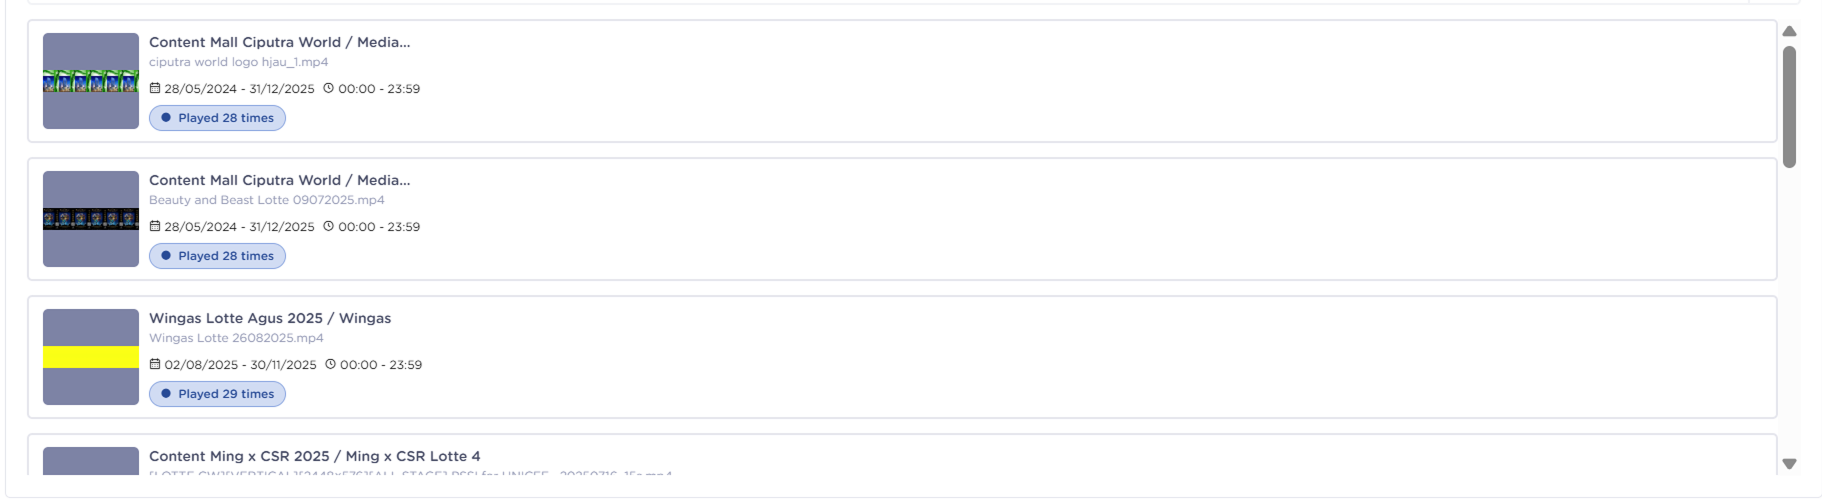 Content Mall Ciputra World / Media...
ciputra world logo hjau_1.mp4
28/05/2024 - 31/12/2025 00:00 - 23:59
Played 28 times
Content Mall Ciputra World / Media...
Beauty and Beast Lotte 09072025.mp4
28/05/2024 - 31/12/2025 00:00 - 23:59
Played 28 times
Wingas Lotte Agus 2025 / Wingas
Wingas Lotte 26082025.mp4
02/08/2025 - 30/11/2025 00:00 - 23:59
Played 29 times
Content Ming x CSR 2025 / Ming x CSR Lotte 4